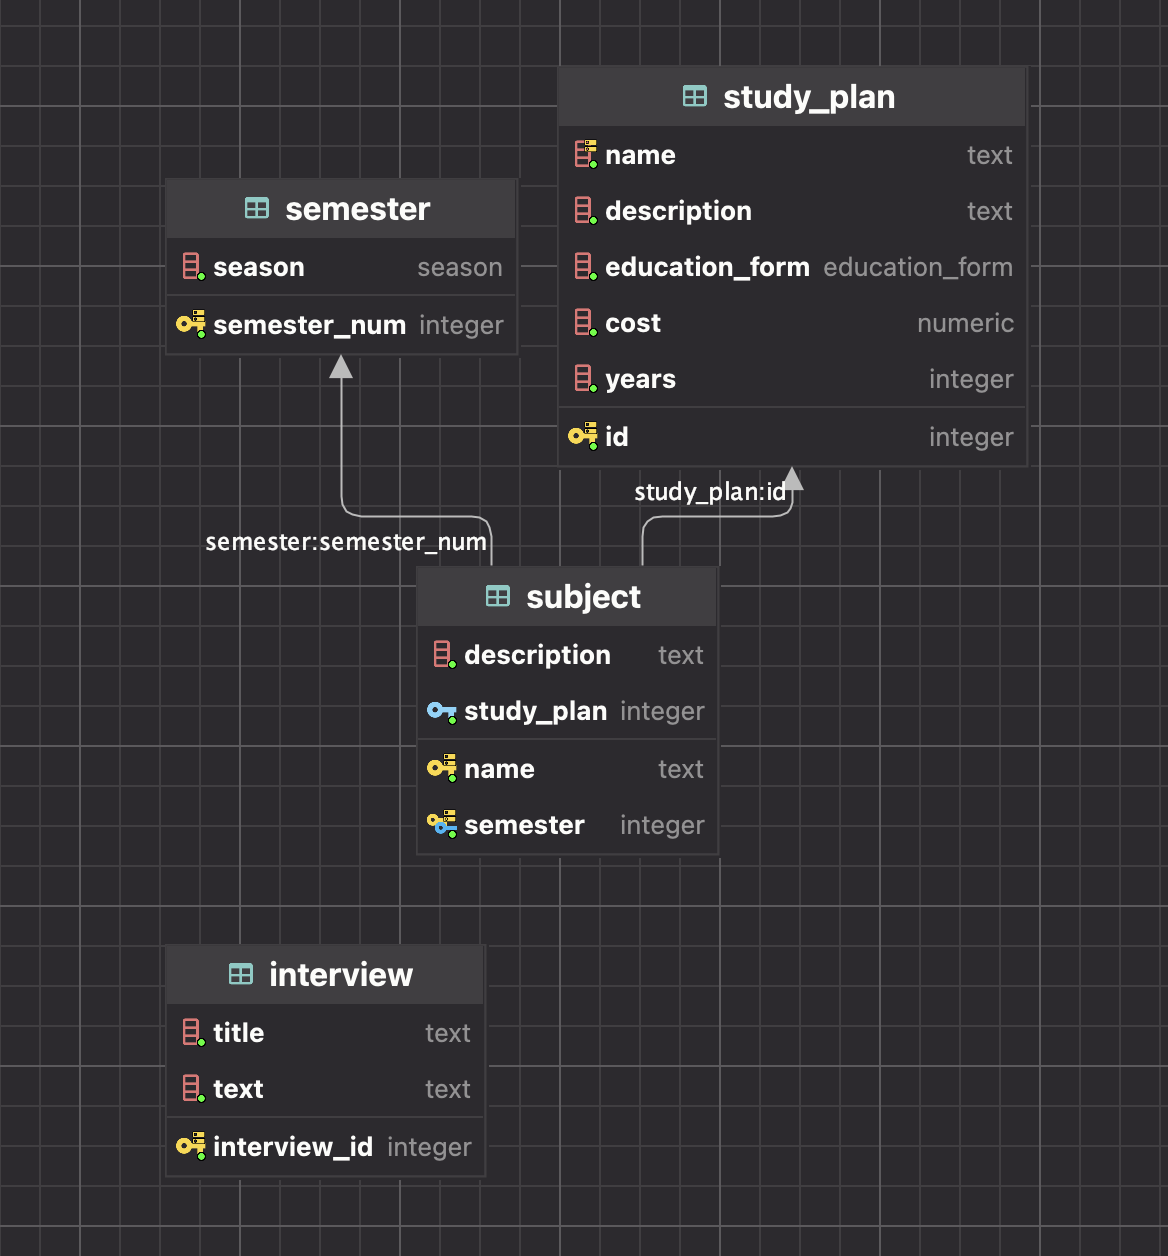 study_plan
name text
description text
education_form education_form
cost numeric
years integer
id integer
semester
season season
semester_num integer
study_plan:id
semester:semester_num
subject
description text
study_plan integer
name text
semester integer
interview
title text
text text
interview_id integer